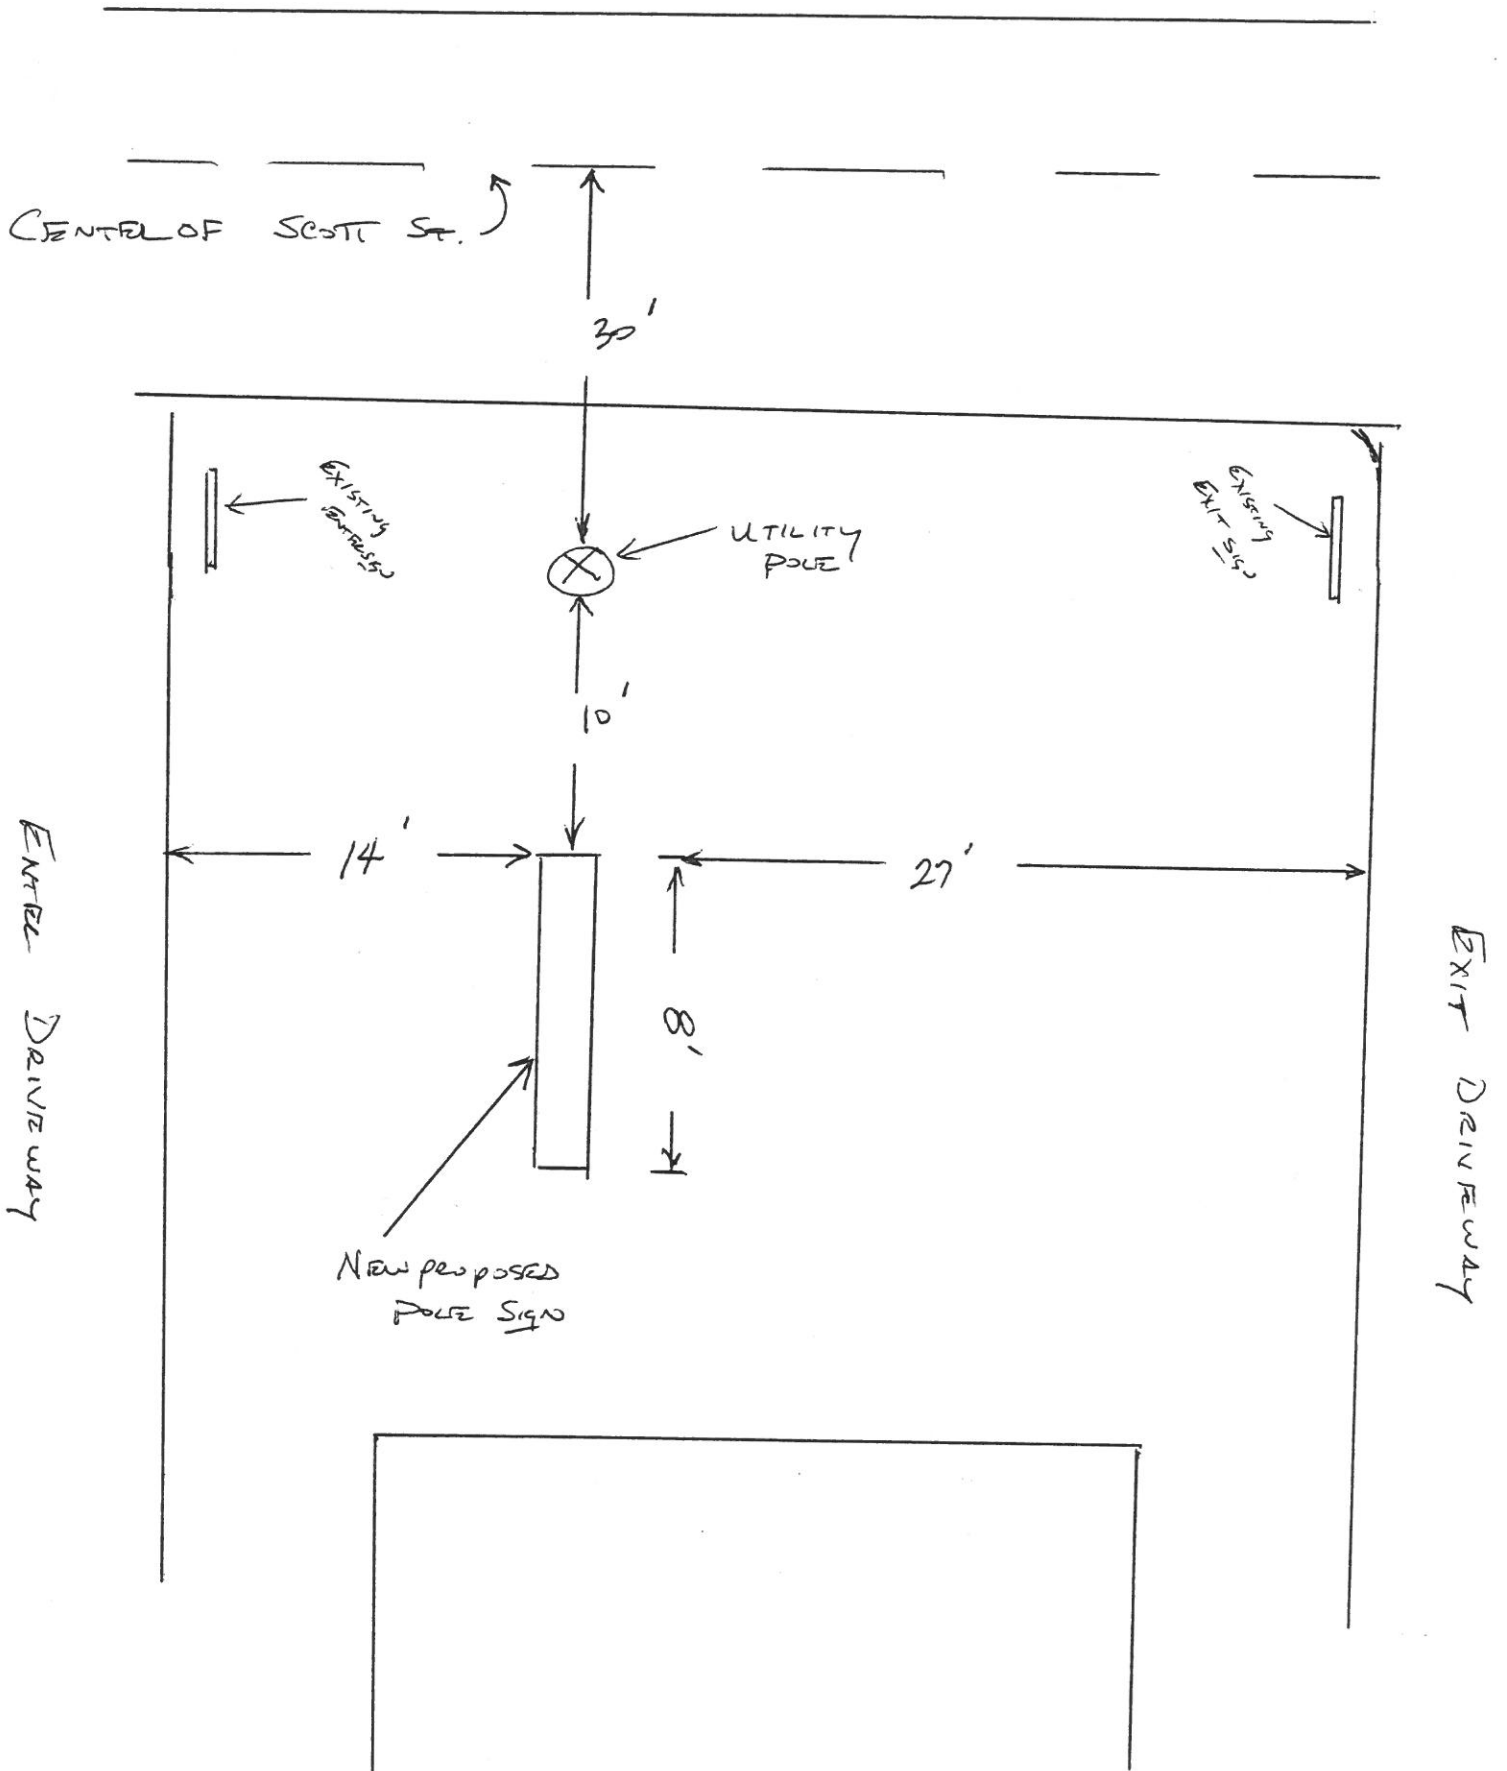 CENTER OF SCOTT ST.
30'
EXISTING
ENTER SIGN
UTILITY
POLE
EXISTING
EXIT SIGN
10'
14'
27'
8'
ENTER DRIVEWAY
EXIT DRIVEWAY
NEW PROPOSED
POLE SIGN